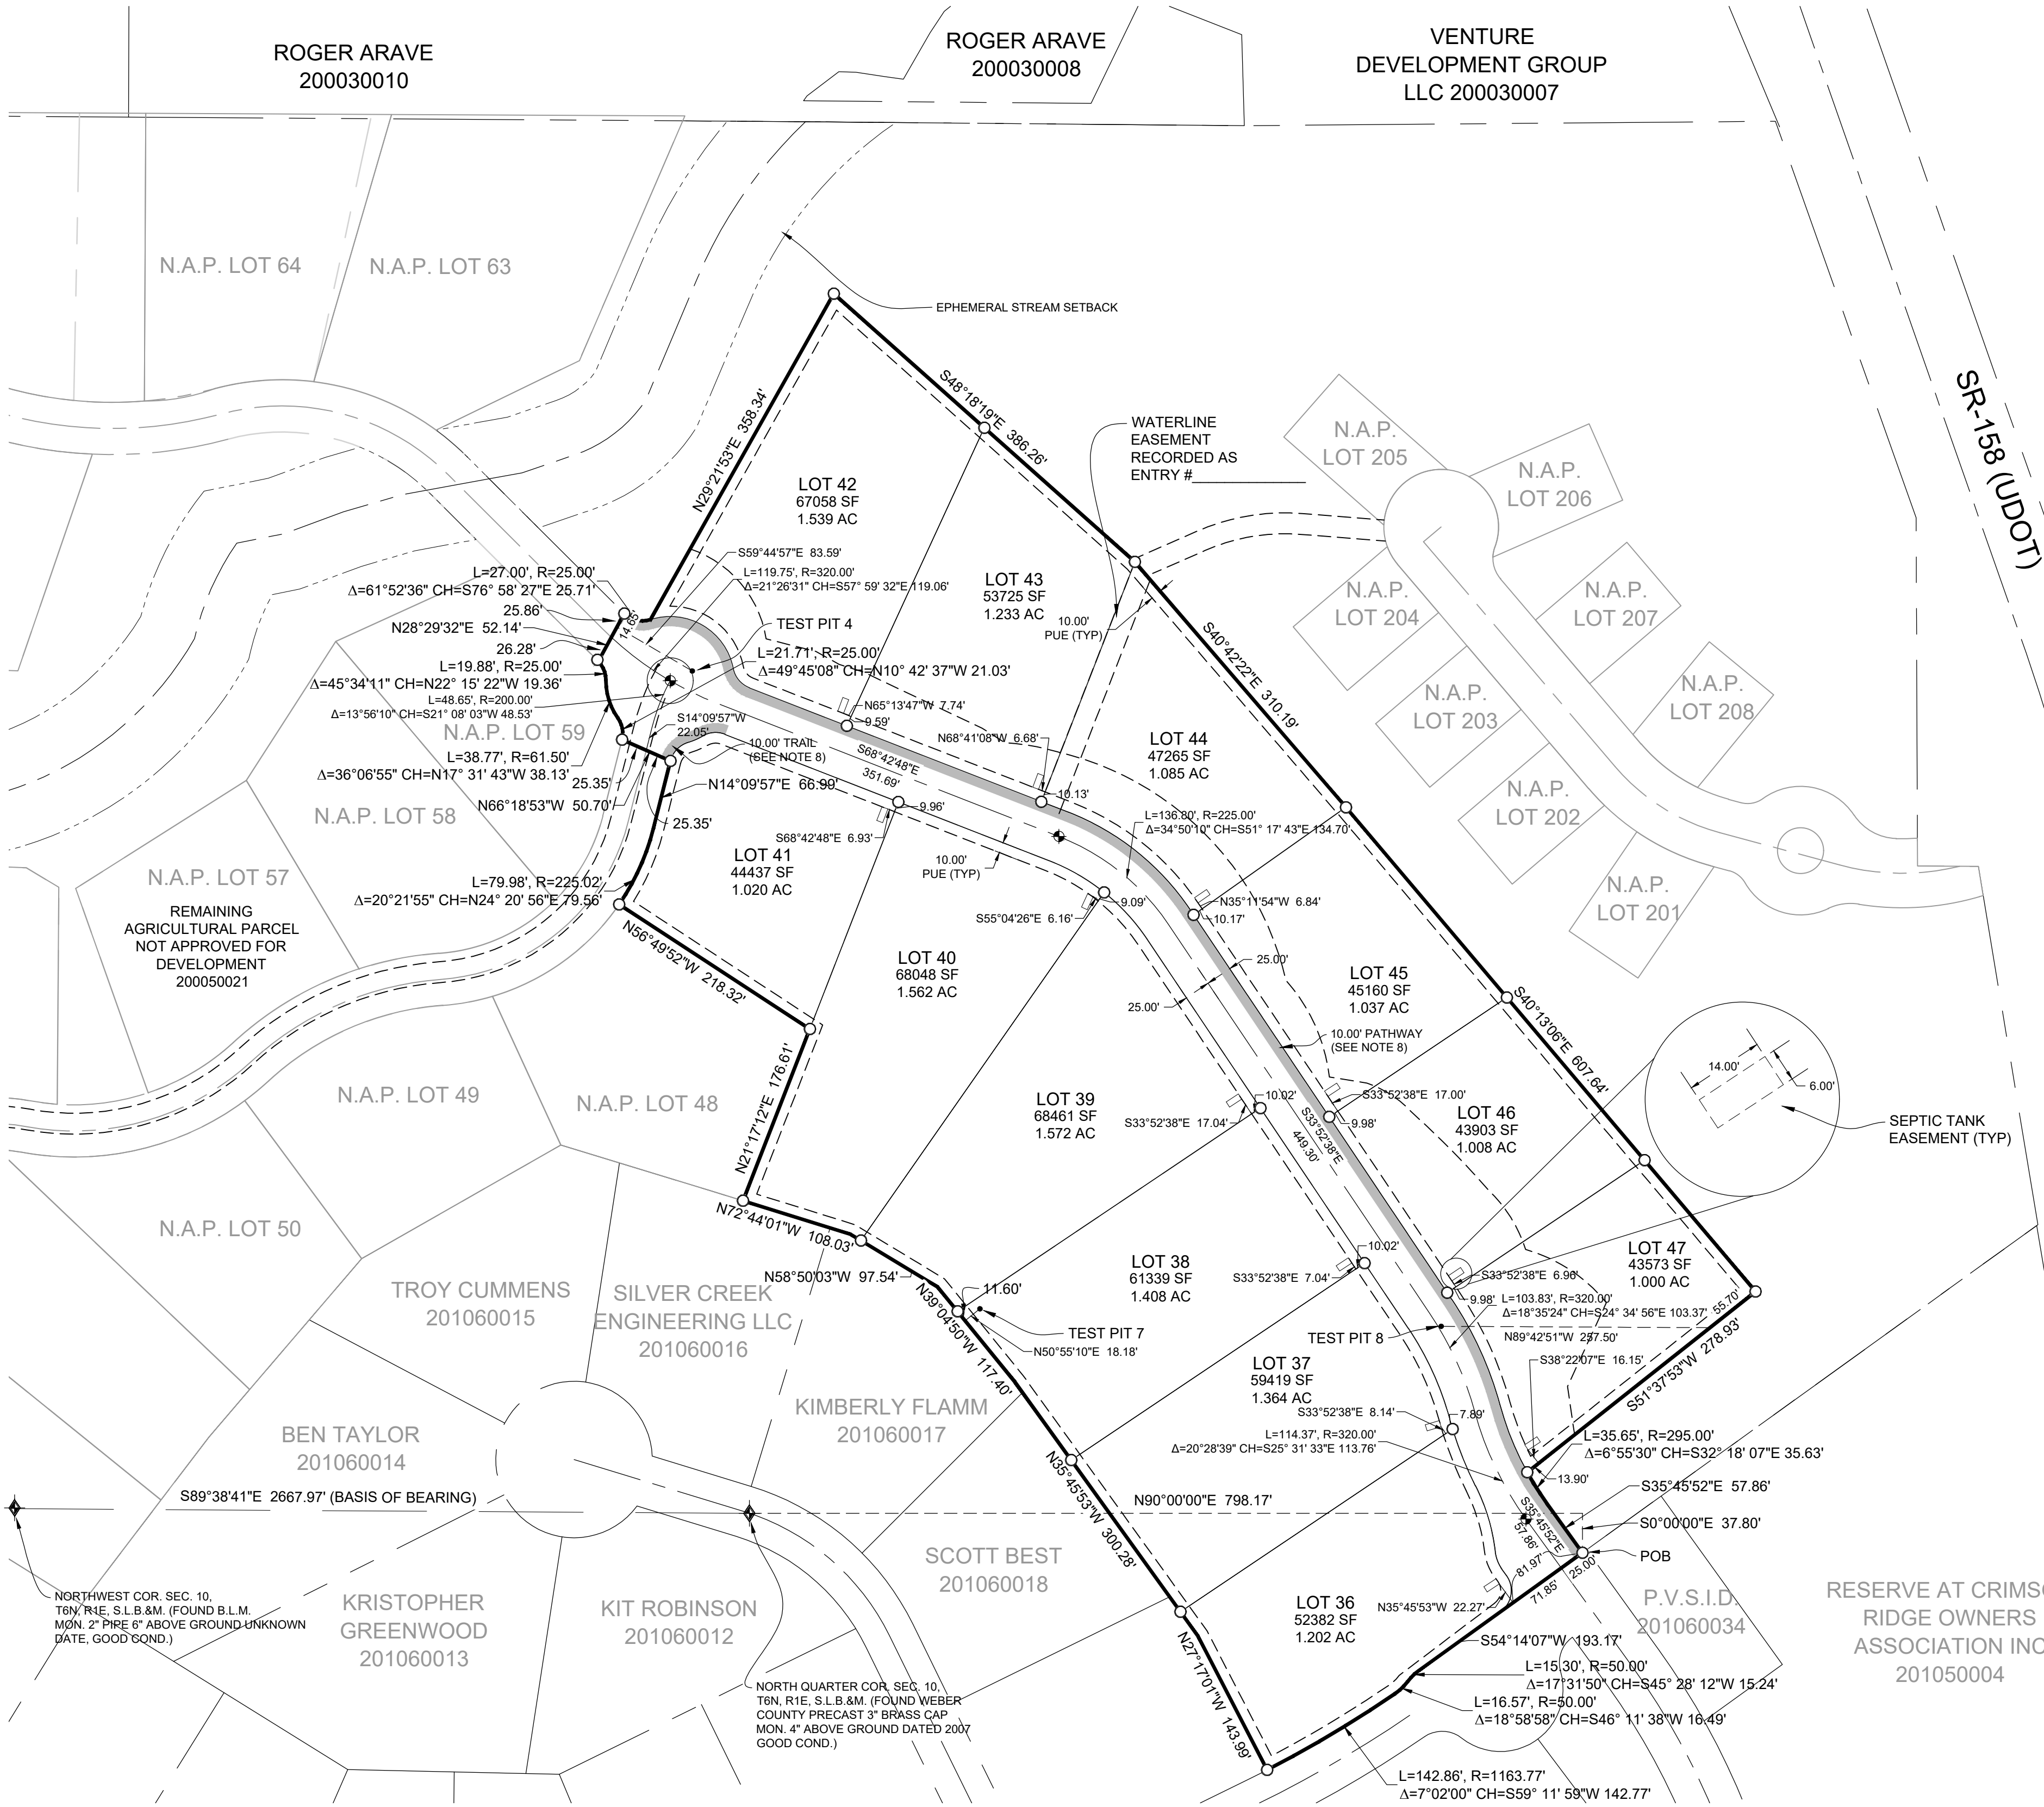 ROGER ARAVE
200030010
ROGER ARAVE
200030008
VENTURE
DEVELOPMENT GROUP
LLC 200030007
SR-158 (UDOT)
N.A.P. LOT 64
N.A.P. LOT 63
EPHEMERAL STREAM SETBACK
N29°21'53"E 358.34'
S48°18'19"E 386.26'
WATERLINE
EASEMENT
RECORDED AS
ENTRY #
N.A.P.
LOT 205
N.A.P.
LOT 206
N.A.P.
LOT 204
N.A.P.
LOT 207
N.A.P.
LOT 203
N.A.P.
LOT 208
N.A.P.
LOT 202
N.A.P.
LOT 201
LOT 42
67058 SF
1.539 AC
LOT 43
53725 SF
1.233 AC
10.00'
PUE (TYP)
S40°42'22"E 310.19'
S59°44'57"E 83.59'
L=119.75', R=320.00'
Δ=21°26'31" CH=S57° 59' 32"E 119.06'
L=27.00', R=25.00'
Δ=61°52'36" CH=S76° 58' 27"E 25.71'
25.86'
14.65'
N28°29'32"E 52.14'
26.28'
L=19.88', R=25.00'
Δ=45°34'11" CH=N22° 15' 22"W 19.36'
L=48.65', R=200.00'
Δ=13°56'10" CH=S21° 08' 03"W 48.53'
TEST PIT 4
L=21.71', R=25.00'
Δ=49°45'08" CH=N10° 42' 37"W 21.03'
N.A.P. LOT 59
S14°09'57"W
22.05'
10.00' TRAIL
(SEE NOTE 8)
L=38.77', R=61.50'
Δ=36°06'55" CH=N17° 31' 43"W 38.13'
25.35'
N66°18'53"W 50.70'
N14°09'57"E 66.99'
25.35'
N65°13'47"W 7.74'
9.59'
S68°42'48"E
351.69'
N68°41'08"W 6.68'
10.13'
LOT 44
47265 SF
1.085 AC
L=136.80', R=225.00'
Δ=34°50'10" CH=S51° 17' 43"E 134.70'
N.A.P. LOT 58
S68°42'48"E 6.93'
9.96'
10.00'
PUE (TYP)
LOT 41
44437 SF
1.020 AC
N.A.P. LOT 57
REMAINING
AGRICULTURAL PARCEL
NOT APPROVED FOR
DEVELOPMENT
200050021
L=79.98', R=225.02'
Δ=20°21'55" CH=N24° 20' 56"E 79.56'
N56°49'52"W 218.32'
S55°04'26"E 6.16'
9.09'
N35°11'54"W 6.84'
10.17'
LOT 40
68048 SF
1.562 AC
25.00'
25.00'
LOT 45
45160 SF
1.037 AC
10.00' PATHWAY
(SEE NOTE 8)
S40°13'06"E 607.64'
14.00'
6.00'
SEPTIC TANK
EASEMENT (TYP)
N.A.P. LOT 49
N.A.P. LOT 48
N21°17'12"E 176.61'
LOT 39
68461 SF
1.572 AC
S33°52'38"E 17.04'
10.02'
S33°52'38"E
449.30'
S33°52'38"E 17.00'
9.98'
LOT 46
43903 SF
1.008 AC
N.A.P. LOT 50
N72°44'01"W 108.03'
N58°50'03"W 97.54'
TROY CUMMENS
201060015
SILVER CREEK
ENGINEERING LLC
201060016
N39°04'50"W 117.40'
11.60'
TEST PIT 7
N50°55'10"E 18.18'
LOT 38
61339 SF
1.408 AC
10.02'
S33°52'38"E 7.04'
LOT 47
43573 SF
1.000 AC
S33°52'38"E 6.96'
9.98'
L=103.83', R=320.00'
Δ=18°35'24" CH=S24° 34' 56"E 103.37'
55.70'
TEST PIT 8
N89°42'51"W 257.50'
S51°37'53"W 278.93'
S38°22'07"E 16.15'
LOT 37
59419 SF
1.364 AC
KIMBERLY FLAMM
201060017
S33°52'38"E 8.14'
7.89'
L=114.37', R=320.00'
Δ=20°28'39" CH=S25° 31' 33"E 113.76'
L=35.65', R=295.00'
Δ=6°55'30" CH=S32° 18' 07"E 35.63'
13.90'
BEN TAYLOR
201060014
N35°45'53"W 300.28'
S89°38'41"E 2667.97' (BASIS OF BEARING)
N90°00'00"E 798.17'
S35°45'52"E
57.86'
S35°45'52"E 57.86'
S0°00'00"E 37.80'
POB
SCOTT BEST
201060018
81.97'
25.00'
71.85'
NORTHWEST COR. SEC. 10,
T6N, R1E, S.L.B.&M. (FOUND B.L.M.
MON. 2" PIPE 6" ABOVE GROUND UNKNOWN
DATE, GOOD COND.)
KRISTOPHER
GREENWOOD
201060013
KIT ROBINSON
201060012
LOT 36
52382 SF
1.202 AC
N35°45'53"W 22.27'
P.V.S.I.D.
201060034
RESERVE AT CRIMSO
RIDGE OWNERS
ASSOCIATION INC
201050004
N27°17'01"W 143.99'
S54°14'07"W 193.17'
L=15.30', R=50.00'
Δ=17°31'50" CH=S45° 28' 12"W 15.24'
L=16.57', R=50.00'
Δ=18°58'58" CH=S46° 11' 38"W 16.49'
NORTH QUARTER COR. SEC. 10,
T6N, R1E, S.L.B.&M. (FOUND WEBER
COUNTY PRECAST 3" BRASS CAP
MON. 4" ABOVE GROUND DATED 2007
GOOD COND.)
L=142.86', R=1163.77'
Δ=7°02'00" CH=S59° 11' 59"W 142.77'